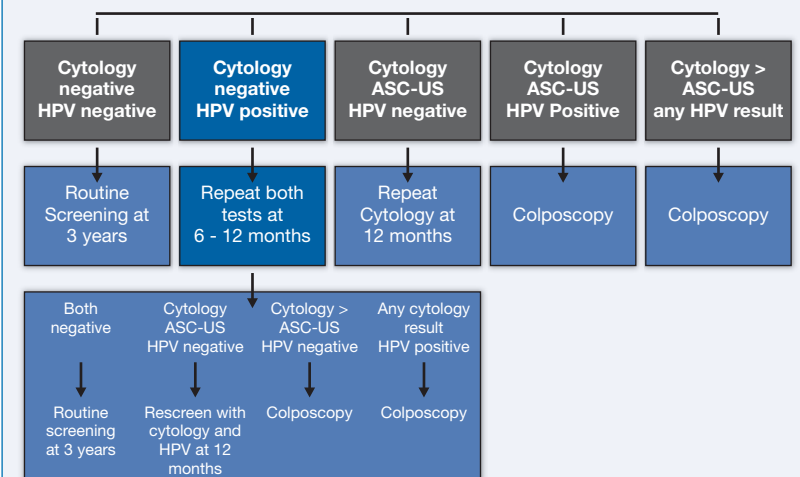 Cytology
negative
HPV negative
Cytology
negative
HPV positive
Cytology
ASC-US
HPV negative
Cytology
ASC-US
HPV Positive
Cytology >
ASC-US
any HPV result
Routine
Screening at
3 years
Repeat both
tests at
6 - 12 months
Repeat
Cytology at
12 months
Colposcopy
Colposcopy
Both
negative
Cytology
ASC-US
HPV negative
Cytology >
ASC-US
HPV negative
Any cytology
result
HPV positive
Routine
screening
at 3 years
Rescreen with
cytology and
HPV at 12
months
Colposcopy
Colposcopy